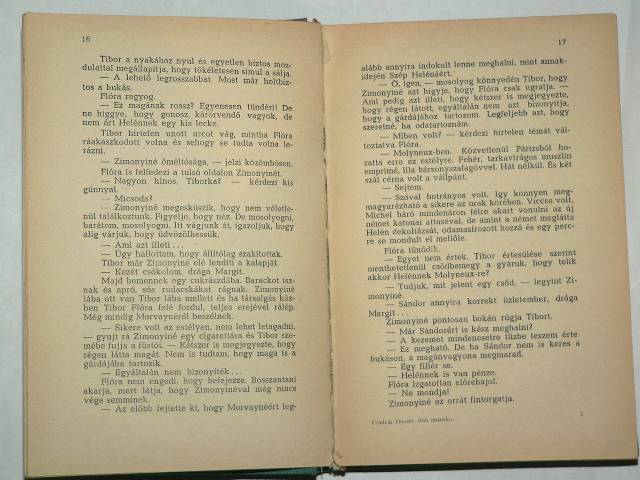 16
Tibor a nyakához nyul és egyetlen biztos moz-
dulattal megállapítja, hogy tökéletesen simul a sálja.
— A lehető legrosszabbat. Most már holtbiz-
tos a bukás.
Flóra ragyog.
— Ez magának rossz? Egyenesen tündéri! De
ne higyje, hogy gonosz, kárörvendő vagyok, de
nem árt Helénnek egy kis lecke.
Tibor hirtelen unott arcot vág, mintha Flóra
ráakaszkodott volna és sehogy se tudta volna le-
rázni.
— Zimonyiné őméltósága, — jelzi közömbösen.
Flóra is felfedezi a tulsó oldalon Zimonyinét.
— Nagyon kínos, Tiborka? — kérdezi kis
gúnnyal.
— Micsoda?
— Zimonyiné megesküszik, hogy nem véletle-
nül találkoztunk. Figyelje, hogy néz. De mosolyogni,
barátom, mosolyogni. Itt vágjunk át, igazoljuk, hogy
alig várjuk, hogy üdvözölhessük.
— Ami azt illeti...
— Úgy hallottam, hogy állítólag szakítottak.
Tibor már Zimonyiné elé lendíti a kalapját.
— Kezét csókolom, drága Margit.
Majd bemennek egy cukrászdába. Barackot isz-
nak és apró, sós rudacskákat rágnak. Zimonyiné
lába ott van Tibor lába mellett és ha társalgás köz-
ben Tibor Flóra felé fordul, teljes erejével rálép.
Még mindig Morvaynéról beszélnek.
— Sikere volt az estélyen, nem lehet letagadni,
— gyujt rá Zimonyiné egy cigarettára és Tibor sze-
mébe fujja a füstöt. — Kétszer is megjegyezte, hogy
régen látta magát. Nem is tudtam, hogy maga is a
gárdájába tartozik.
— Egyáltalán nem bizonyíték...
Flóra nem engedi, hogy befejezze. Bosszantani
akarja, mert látja, hogy Zimonyinéval még nincs
vége semminek.
— Az előbb fejtette ki, hogy Morvaynéért leg-
17
alább annyira indokolt lenne meghalni, mint annak-
idején Szép Helénáért.
— Ó, igen, — mosolyog könnyedén Tibor, hogy
Zimonyiné azt higyje, hogy Flóra csak ugratja. —
Ami pedig azt illeti, hogy kétszer is megjegyezte,
hogy régen látott, egyáltalán nem azt bizonyítja,
hogy a gárdájához tartozom. Legfeljebb azt, hogy
szeretné, ha odatartoznám.
— Miben volt? — kérdezi hirtelen témát vál-
toztatva Flóra.
— Molyneux-ben. Közvetlenül Párizsból ho-
zatta erre az estélyre. Fehér, tarkavirágos muszlin
emprimé, lila bársonyszalagövvel. Hát nélkül. És két
szál cérna volt a vállpánt.
— Sejtem.
— Szóval botrányos volt. Igy könnyen meg-
magyarázható a sikere az urak körében. Vicces volt,
Michel báró mindenáron félre akart vonulni az új
német katonai attaséval, de amint a német meglátta
Helén dekoltázsát, odamasírozott hozzá és egy perc-
re se mondult el mellőle.
Flóra tűnődik.
— Egyet nem értek. Tibor értesülése szerint
menthetetlenül csődbemegy a gyáruk, hogy telik
akkor Helénnek Molyneux-re?
— Tudjuk, mit jelent egy csőd, — legyint Zi-
monyiné.
— Sándor annyira korrekt üzletember, drága
Margit...
Zimonyiné pontosan bokán rúgja Tibort.
— Már Sándorért is kész meghalni?
— A kezemet mindenesetre tűzbe teszem érte.
— Ez megható. De ha Sándor nem is keres a
bukáson, a magánvagyona megmarad.
— Egy fillér se.
— Helénnek is van pénze.
Flóra izgatottan előrehajol.
— Ne mondja!
Zimonyiné az orrát fintorgatja.
2